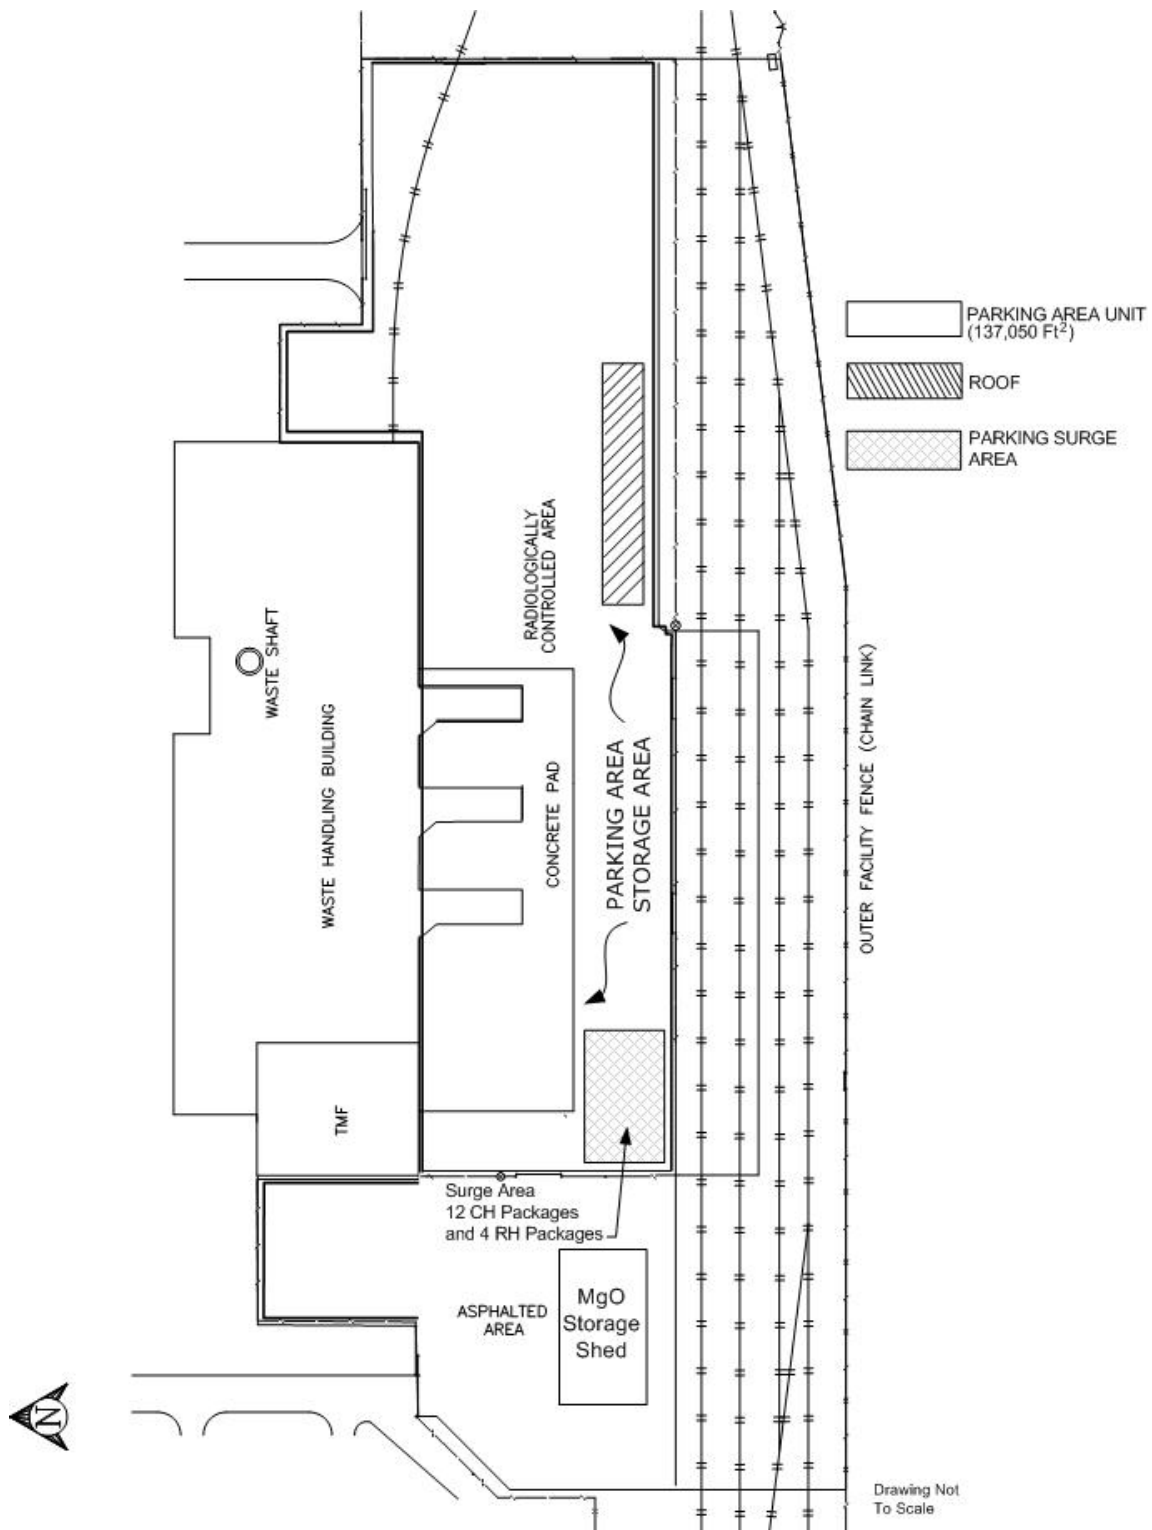 PARKING AREA UNIT
(137,050 Ft²)
ROOF
PARKING SURGE
AREA
RADIOLOGICALLY
CONTROLLED AREA
WASTE SHAFT
WASTE HANDLING BUILDING
CONCRETE PAD
PARKING AREA
STORAGE AREA
OUTER FACILITY FENCE (CHAIN LINK)
TMF
Surge Area
12 CH Packages
and 4 RH Packages
ASPHALTED
AREA
MgO
Storage
Shed
N
Drawing Not
To Scale